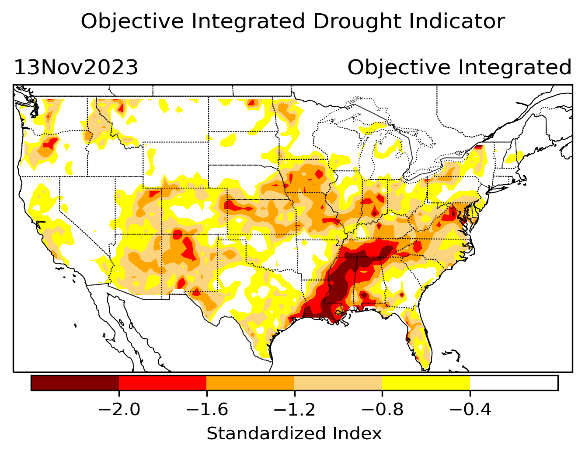 Objective Integrated Drought Indicator
13Nov2023 Objective Integrated
−2.0 −1.6 −1.2 −0.8 −0.4
Standardized Index